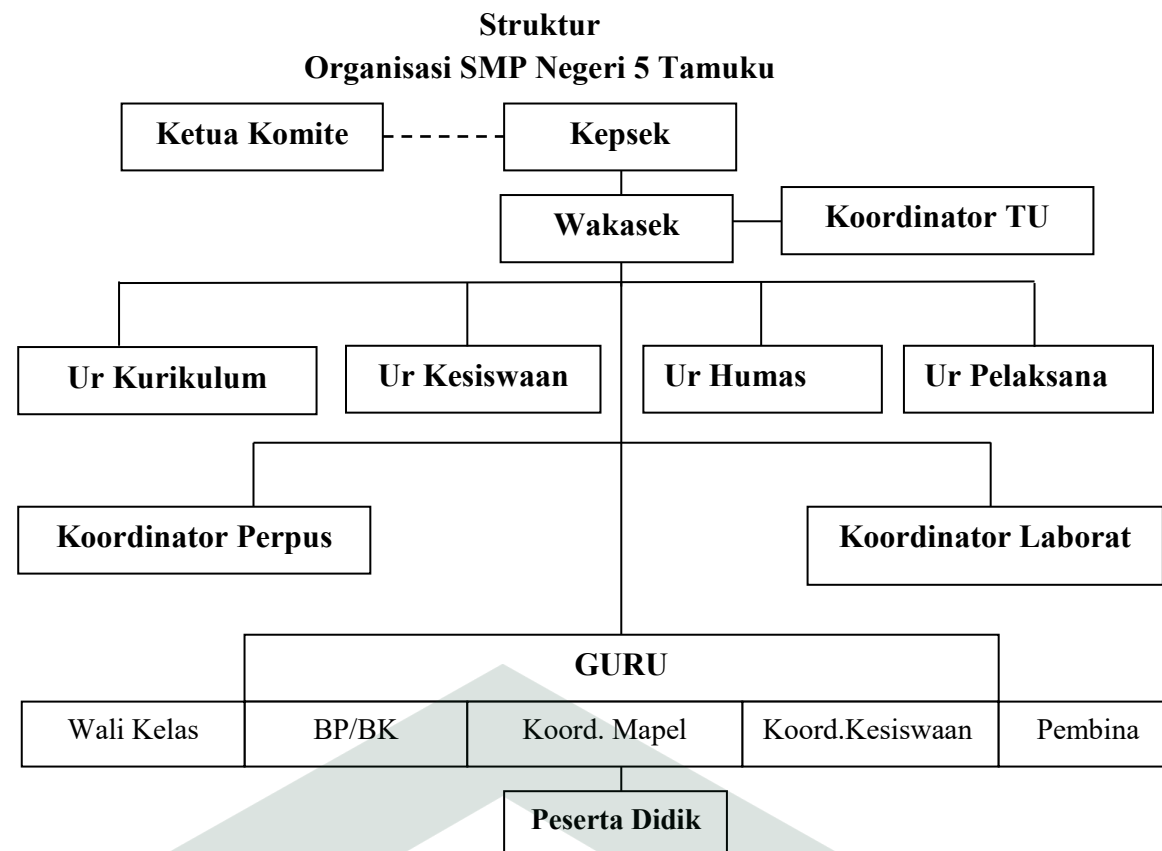 Struktur
Organisasi SMP Negeri 5 Tamuku
Ketua Komite
Kepsek
Wakasek
Koordinator TU
Ur Kurikulum
Ur Kesiswaan
Ur Humas
Ur Pelaksana
Koordinator Perpus
Koordinator Laborat
GURU
Wali Kelas
BP/BK
Koord. Mapel
Koord.Kesiswaan
Pembina
Peserta Didik